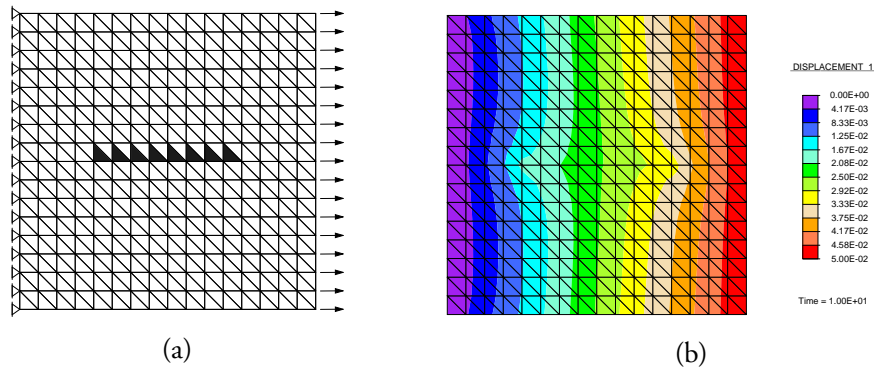 DISPLACEMENT 1
0.00E+00
4.17E-03
8.33E-03
1.25E-02
1.67E-02
2.08E-02
2.50E-02
2.92E-02
3.33E-02
3.75E-02
4.17E-02
4.58E-02
5.00E-02
Time = 1.00E+01
(a)
(b)